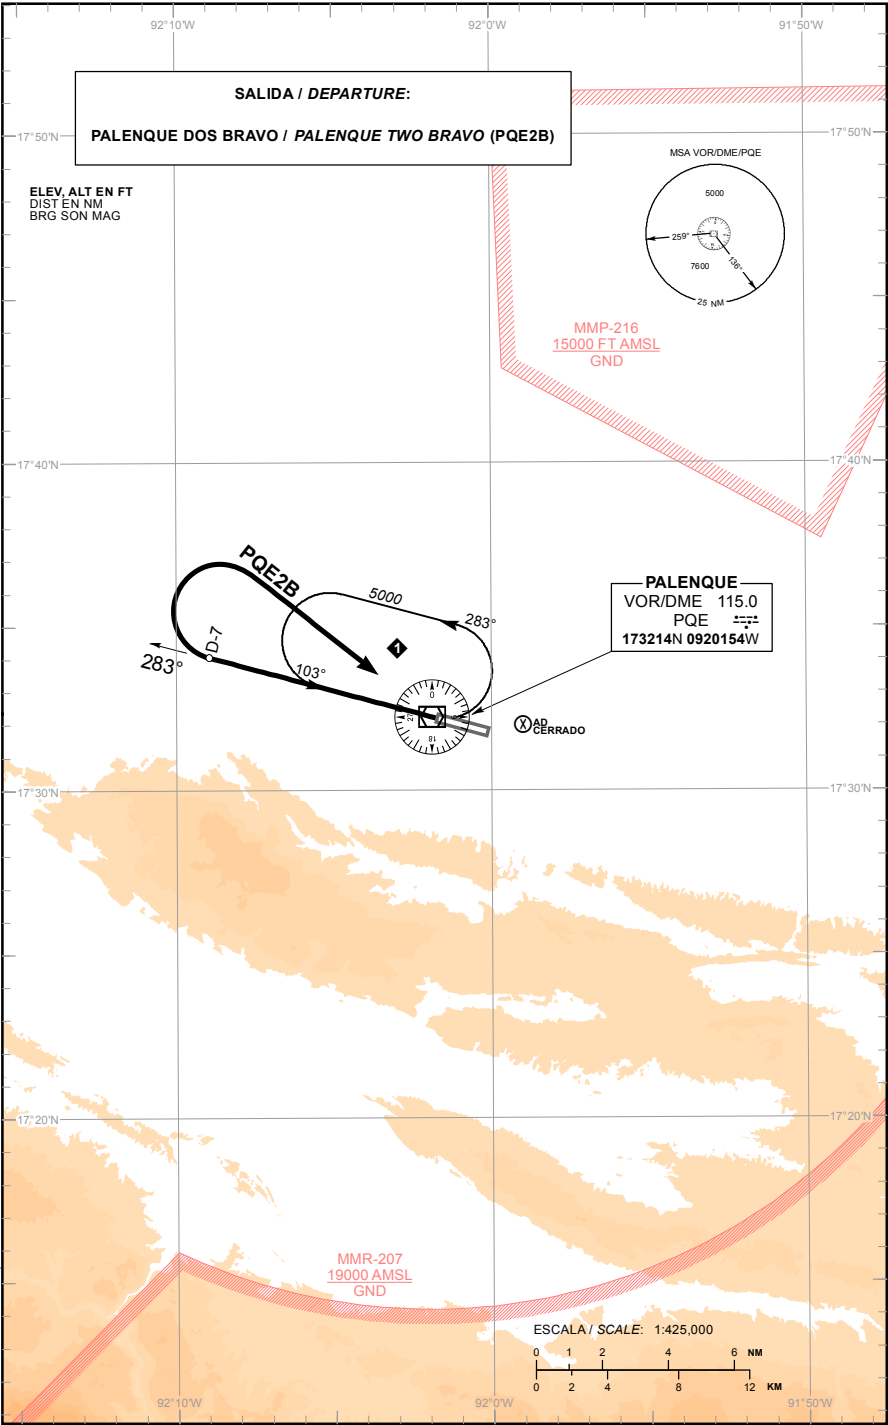 92°10'W 92°0'W 91°50'W
SALIDA / DEPARTURE:
PALENQUE DOS BRAVO / PALENQUE TWO BRAVO (PQE2B)
17°50'N 17°50'N
ELEV, ALT EN FT
DIST EN NM
BRG SON MAG
MSA VOR/DME/PQE
5000
259°
136°
7600
25 NM
MMP-216
15000 FT AMSL
GND
17°40'N 17°40'N
PQE2B
5000
283°
D-7
283°
103°
1
PALENQUE
VOR/DME 115.0
PQE
173214N 0920154W
0
27
18
X AD
CERRADO
17°30'N 17°30'N
17°20'N 17°20'N
MMR-207
19000 AMSL
GND
ESCALA / SCALE: 1:425,000
0 1 2 4 6 NM
0 2 4 8 12 KM
92°10'W 92°0'W 91°50'W